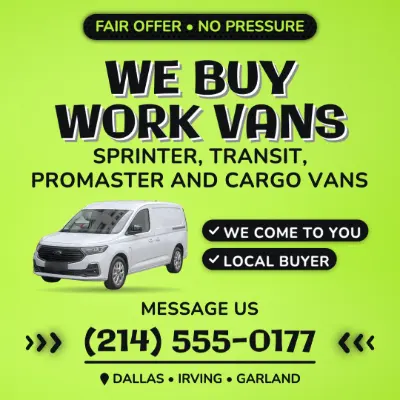 FAIR OFFER • NO PRESSURE
WE BUY
WORK VANS
SPRINTER, TRANSIT,
PROMASTER AND CARGO VANS
WE COME TO YOU
LOCAL BUYER
MESSAGE US
(214) 555-0177
DALLAS • IRVING • GARLAND